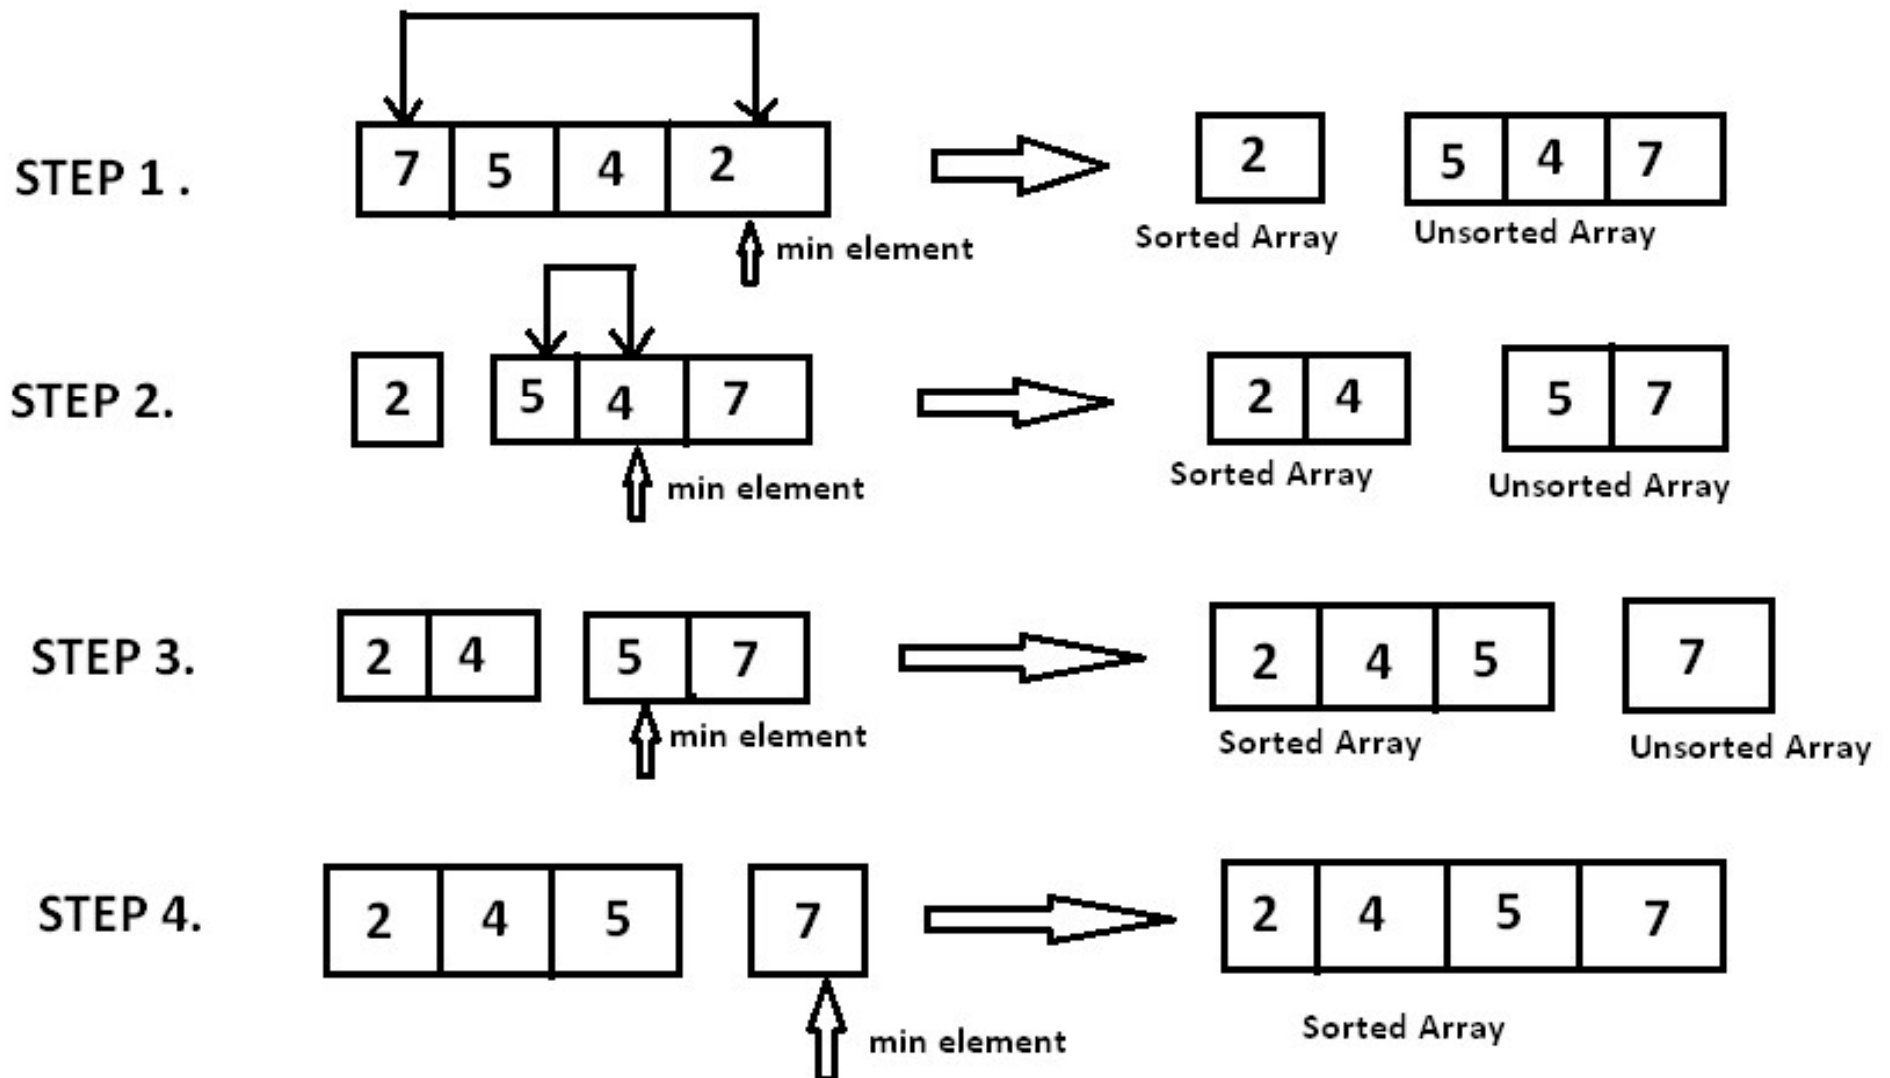 STEP 1 .
7 5 4 2
2
5 4 7
min element
Sorted Array
Unsorted Array
STEP 2.
2
5 4 7
2 4
5 7
min element
Sorted Array
Unsorted Array
STEP 3.
2 4
5 7
2 4 5
7
min element
Sorted Array
Unsorted Array
STEP 4.
2 4 5
7
2 4 5 7
min element
Sorted Array